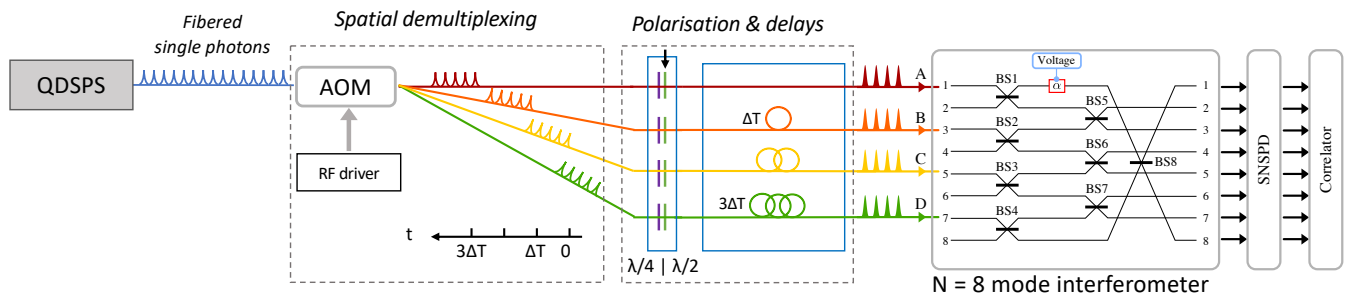 Fibered
single photons
Spatial demultiplexing
Polarisation & delays
QDSPS
AOM
RF driver
t
3ΔT
ΔT
0
ΔT
3ΔT
λ/4 | λ/2
A
B
C
D
Voltage
α
BS1
BS2
BS3
BS4
BS5
BS6
BS7
BS8
1
2
3
4
5
6
7
8
1
2
3
4
5
6
7
8
N = 8 mode interferometer
SNSPD
Correlator